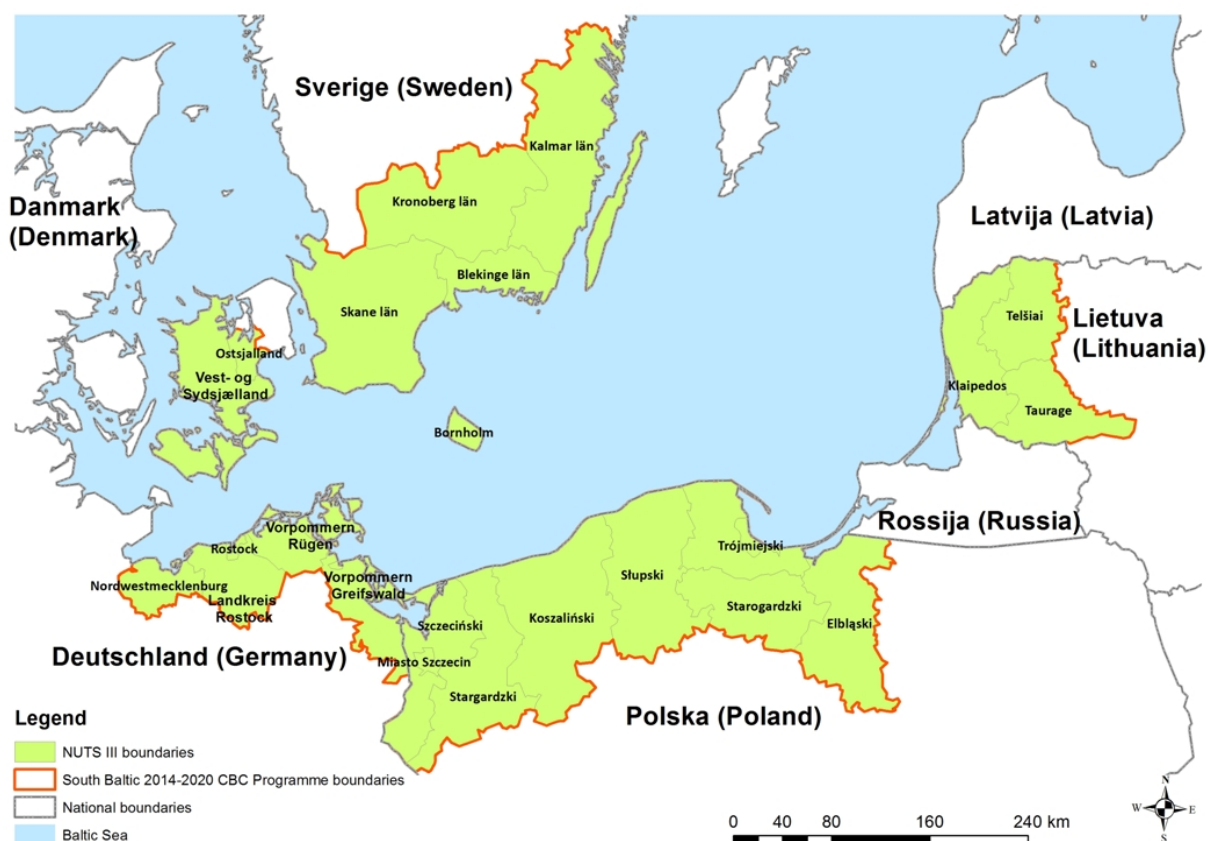 Sverige (Sweden)
Kalmar län
Kronoberg län
Danmark
(Denmark)
Latvija (Latvia)
Blekinge län
Skane län
Telšiai
Lietuva
(Lithuania)
Ostsjalland
Vest- og
Sydsjælland
Klaipedos
Taurage
Bornholm
Rossija (Russia)
Vorpommern
Rügen
Rostock
Trójmiejski
Nordwestmecklenburg
Vorpommern
Greifswald
Słupski
Landkreis
Rostock
Starogardzki
Koszaliński
Elbląski
Szczeciński
Deutschland (Germany)
Miasto Szczecin
Stargardzki
Polska (Poland)
Legend
NUTS III boundaries
South Baltic 2014-2020 CBC Programme boundaries
National boundaries
Baltic Sea
N
W
E
S
0 40 80 160 240 km